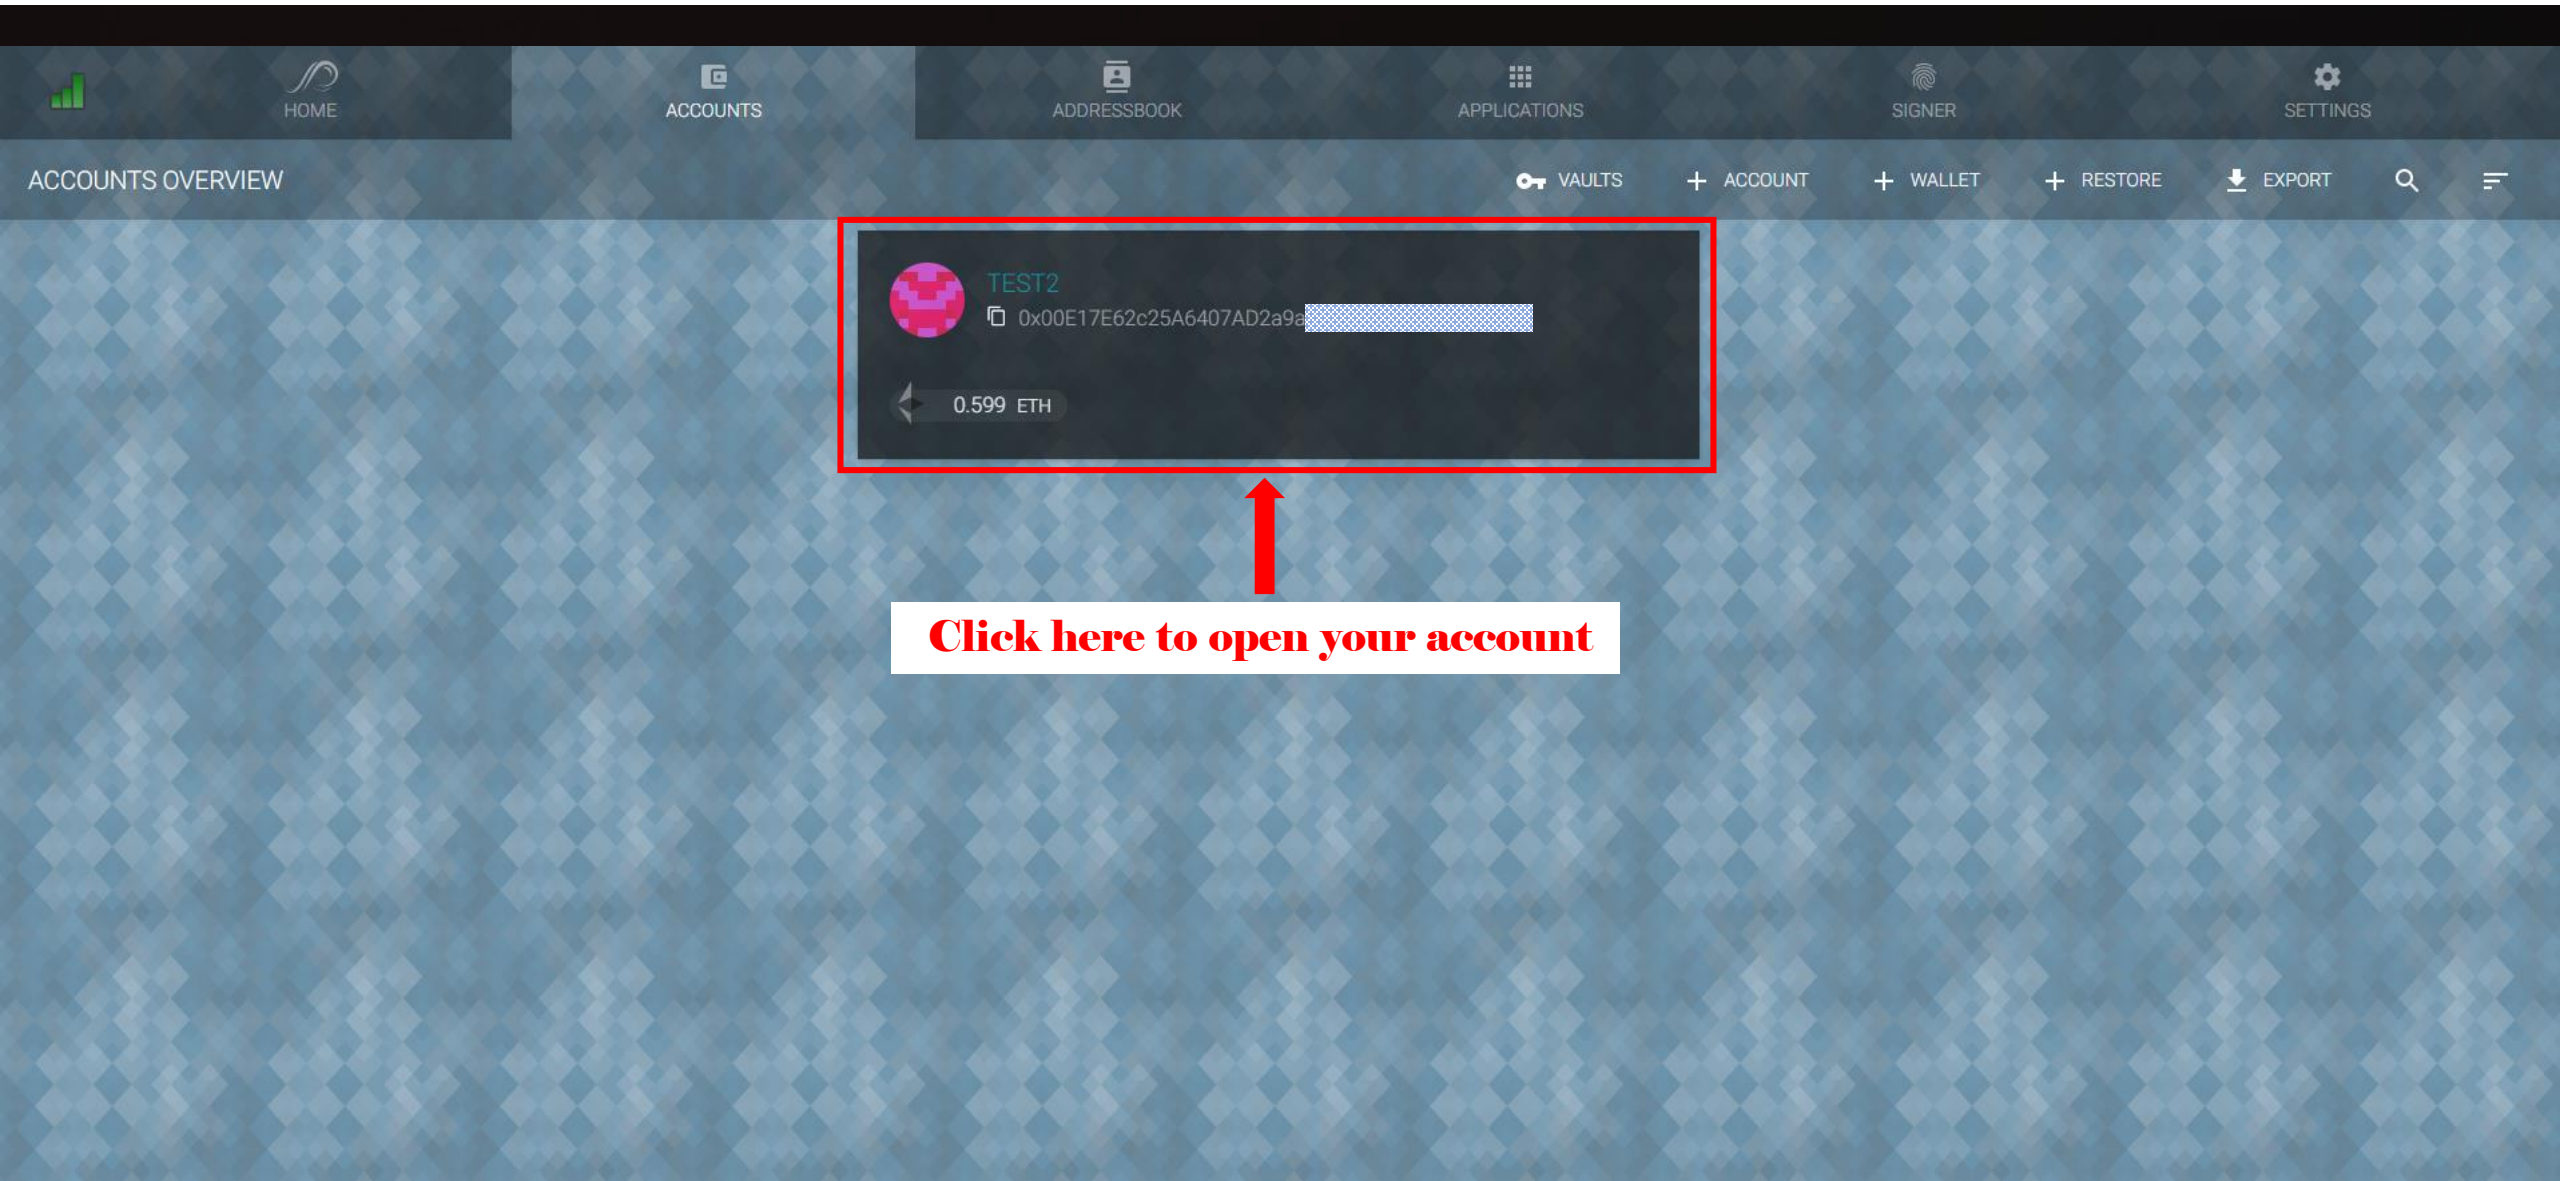 HOME
ACCOUNTS
ADDRESSBOOK
APPLICATIONS
SIGNER
SETTINGS
ACCOUNTS OVERVIEW
VAULTS
+ ACCOUNT
+ WALLET
+ RESTORE
EXPORT
TEST2
0x00E17E62c25A6407AD2a9a
0.599 ETH
Click here to open your account